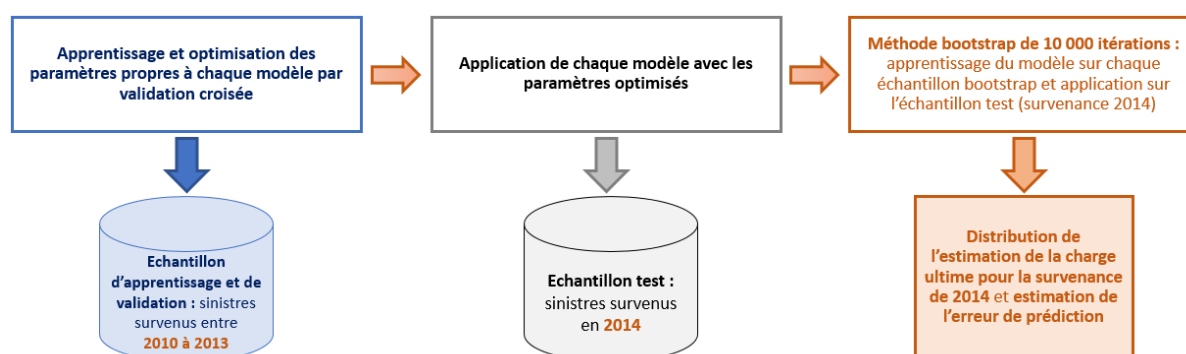 Apprentissage et optimisation des
paramètres propres à chaque modèle par
validation croisée
Application de chaque modèle avec les
paramètres optimisés
Méthode bootstrap de 10 000 itérations :
apprentissage du modèle sur chaque
échantillon bootstrap et application sur
l'échantillon test (survenance 2014)
Echantillon
d'apprentissage et de
validation : sinistres
survenus entre
2010 à 2013
Echantillon test :
sinistres survenus
en 2014
Distribution de
l'estimation de la charge
ultime pour la survenance
de 2014 et estimation de
l'erreur de prédiction